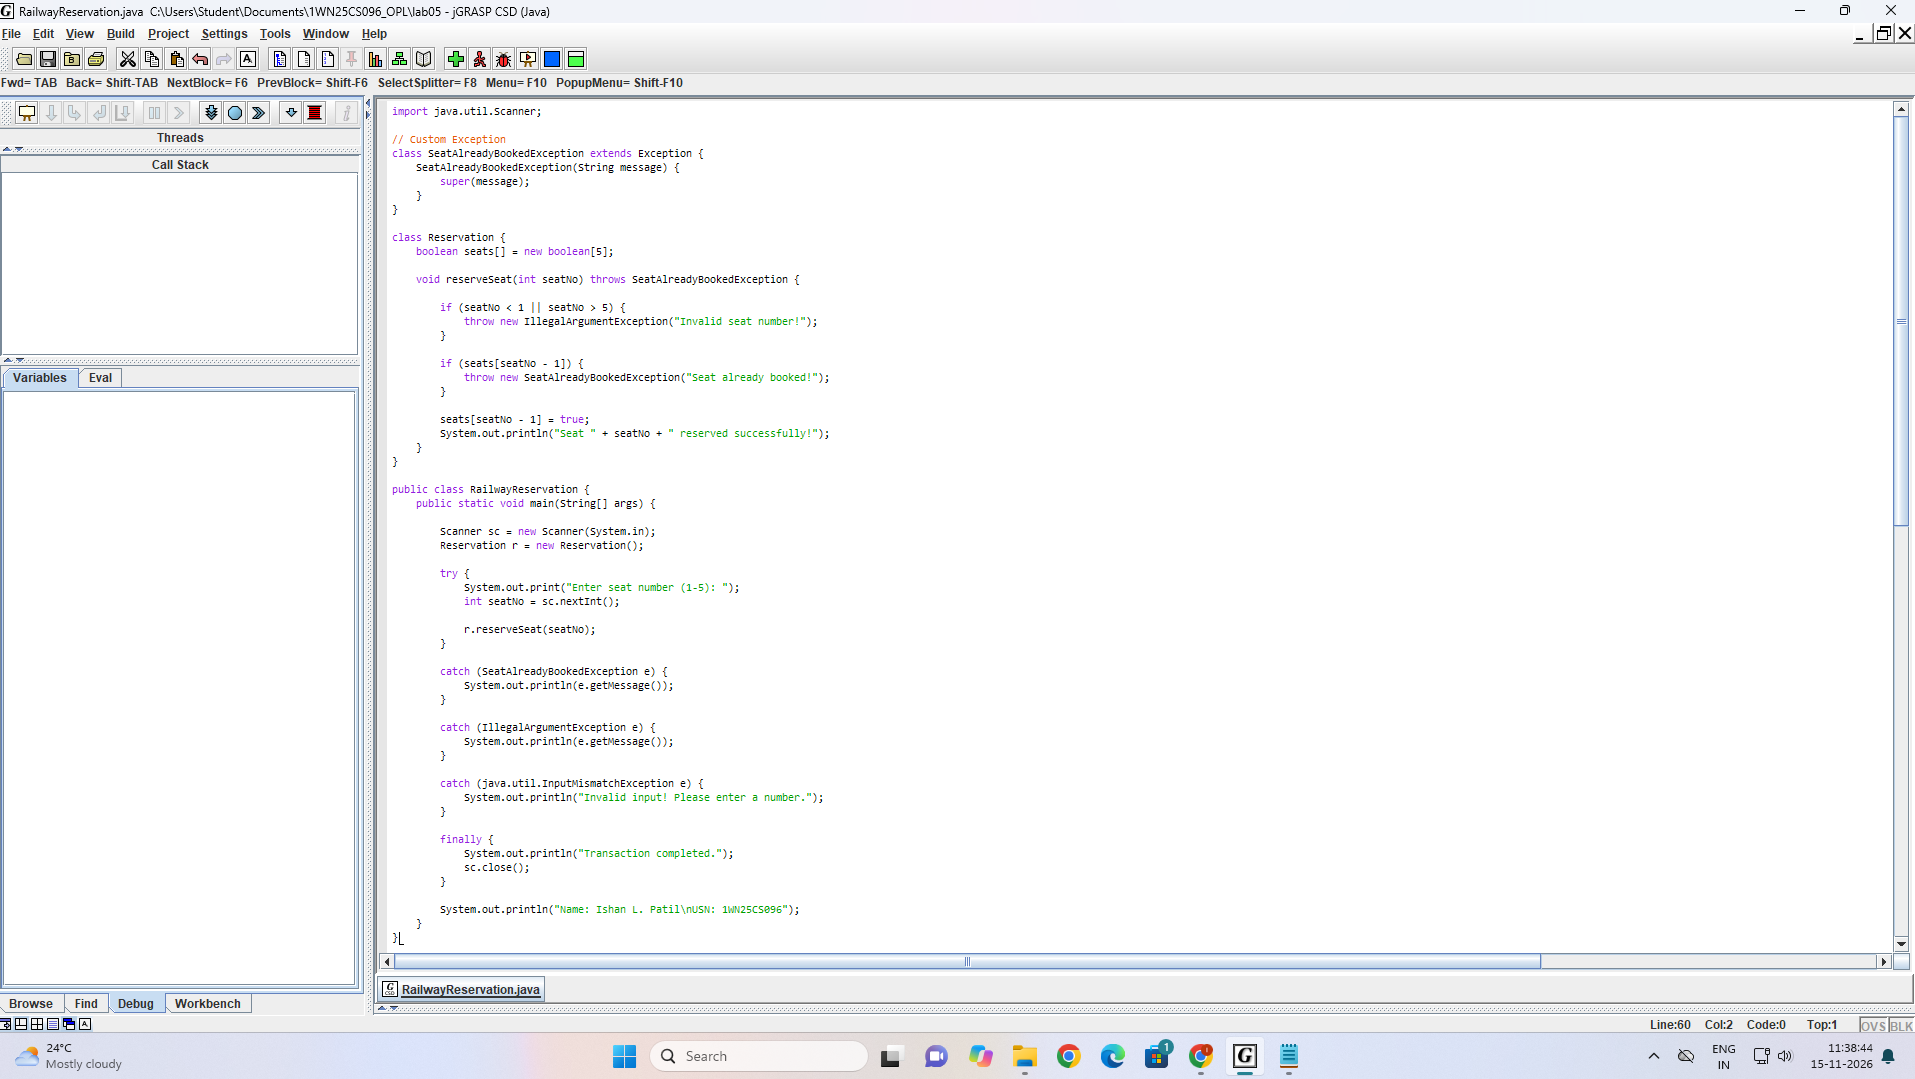 RailwayReservation.java C:\Users\Student\Documents\1WN25CS096_OPL\lab05 - jGRASP CSD (Java)
File Edit View Build Project Settings Tools Window Help
Fwd= TAB Back= Shift-TAB NextBlock= F6 PrevBlock= Shift-F6 SelectSplitter= F8 Menu= F10 PopupMenu= Shift-F10
Threads
Call Stack
Variables Eval
import java.util.Scanner;
// Custom Exception
class SeatAlreadyBookedException extends Exception {
SeatAlreadyBookedException(String message) {
super(message);
}
}
class Reservation {
boolean seats[] = new boolean[5];
void reserveSeat(int seatNo) throws SeatAlreadyBookedException {
if (seatNo < 1 || seatNo > 5) {
throw new IllegalArgumentException("Invalid seat number!");
}
if (seats[seatNo - 1]) {
throw new SeatAlreadyBookedException("Seat already booked!");
}
seats[seatNo - 1] = true;
System.out.println("Seat " + seatNo + " reserved successfully!");
}
}
public class RailwayReservation {
public static void main(String[] args) {
Scanner sc = new Scanner(System.in);
Reservation r = new Reservation();
try {
System.out.print("Enter seat number (1-5): ");
int seatNo = sc.nextInt();
r.reserveSeat(seatNo);
}
catch (SeatAlreadyBookedException e) {
System.out.println(e.getMessage());
}
catch (IllegalArgumentException e) {
System.out.println(e.getMessage());
}
catch (java.util.InputMismatchException e) {
System.out.println("Invalid input! Please enter a number.");
}
finally {
System.out.println("Transaction completed.");
sc.close();
}
System.out.println("Name: Ishan L. Patil\nUSN: 1WN25CS096");
}
}
RailwayReservation.java
Browse Find Debug Workbench
Line:60 Col:2 Code:0 Top:1 OVS BLK
24°C
Mostly cloudy
Search
1
ENG
IN
11:38:44
15-11-2026